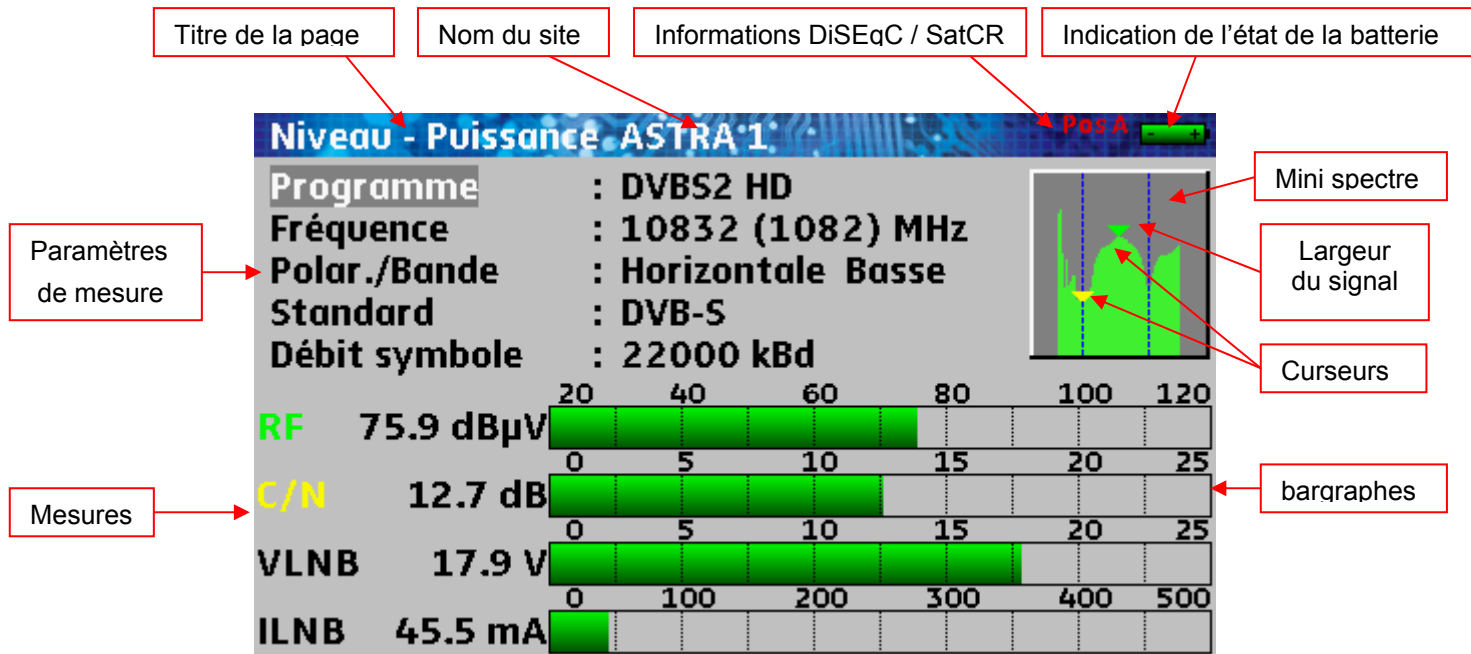 Titre de la page
Nom du site
Informations DiSEqC / SatCR
Indication de l'état de la batterie
Niveau - Puissance ASTRA 1
Pos A
- +
Programme : DVBS2 HD
Fréquence : 10832 (1082) MHz
Polar./Bande : Horizontale Basse
Standard : DVB-S
Débit symbole : 22000 kBd
Mini spectre
Largeur
du signal
Curseurs
Paramètres
de mesure
20 40 60 80 100 120
RF 75.9 dBµV
0 5 10 15 20 25
C/N 12.7 dB
0 5 10 15 20 25
VLNB 17.9 V
0 100 200 300 400 500
ILNB 45.5 mA
Mesures
bargraphes